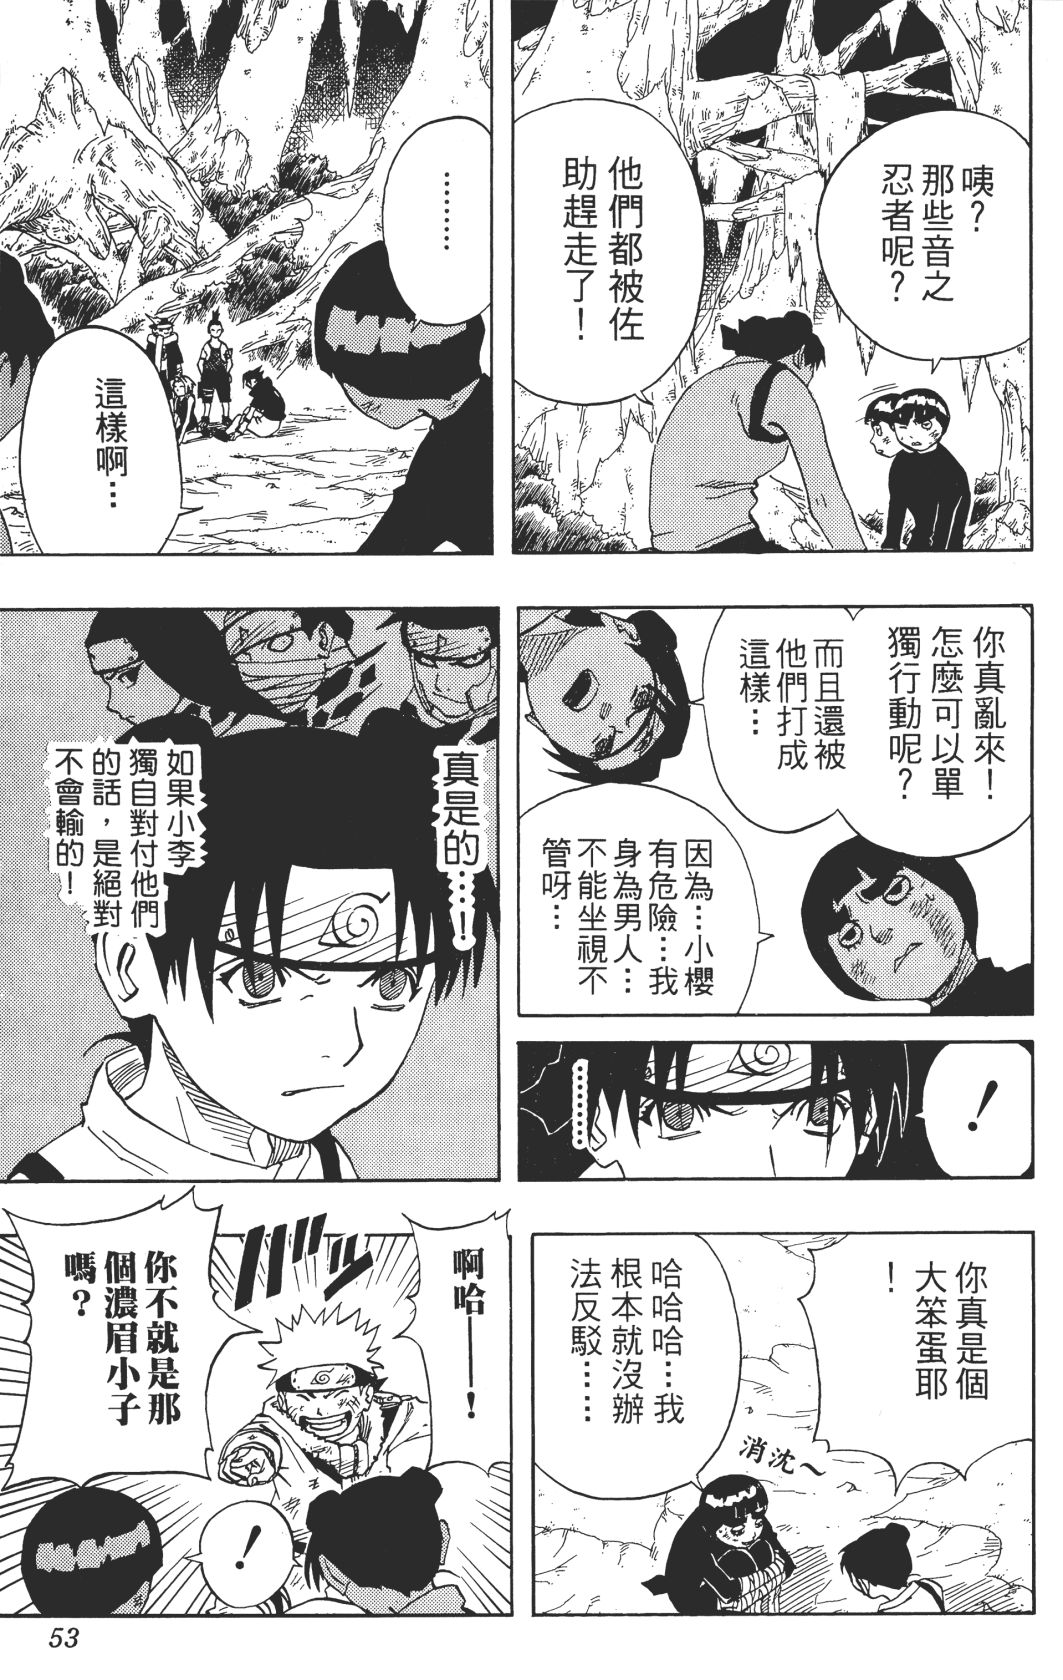 咦？
那些音之
忍者呢？
他們都被佐
助趕走了！
………
這樣啊…
你真亂來！
怎麼可以單
獨行動呢？
而且還被
他們打成
這樣…
因為…小櫻
有危險…我
身為男人…
不能坐視不
管呀…
！
…………
真是的…！
如果小李
獨自對付他們
的話，是絕對
不會輸的！
你真是個
大笨蛋耶
！
哈哈哈…我
根本就沒辦
法反駁……
消沈～
啊哈——！
你不就是那
個濃眉小子
嗎？
！
53